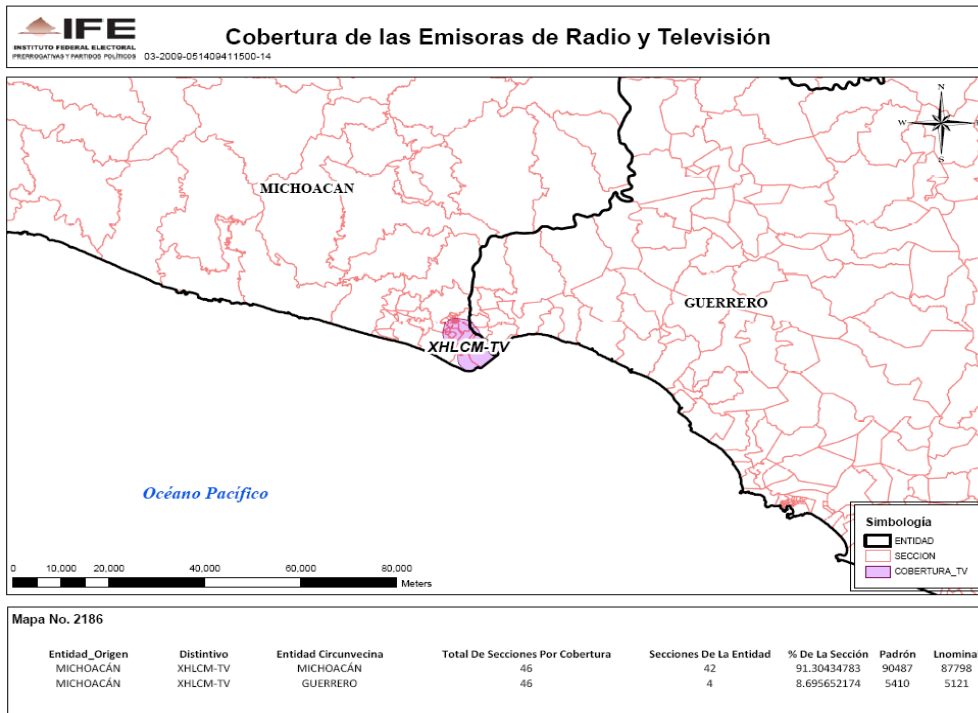 IFE
INSTITUTO FEDERAL ELECTORAL
PRERROGATIVAS Y PARTIDOS POLÍTICOS
03-2009-051409411500-14
Cobertura de las Emisoras de Radio y Televisión
N
W
S
MICHOACAN
GUERRERO
XHLCM-TV
Océano Pacífico
Simbología
ENTIDAD
SECCION
COBERTURA_TV
0 10,000 20,000 40,000 60,000 80,000
Meters
Mapa No. 2186
Entidad_Origen Distintivo Entidad Circunvecina Total De Secciones Por Cobertura Secciones De La Entidad % De La Sección Padrón Lnominal
MICHOACÁN XHLCM-TV MICHOACÁN 46 42 91.30434783 90487 87798
MICHOACÁN XHLCM-TV GUERRERO 46 4 8.695652174 5410 5121